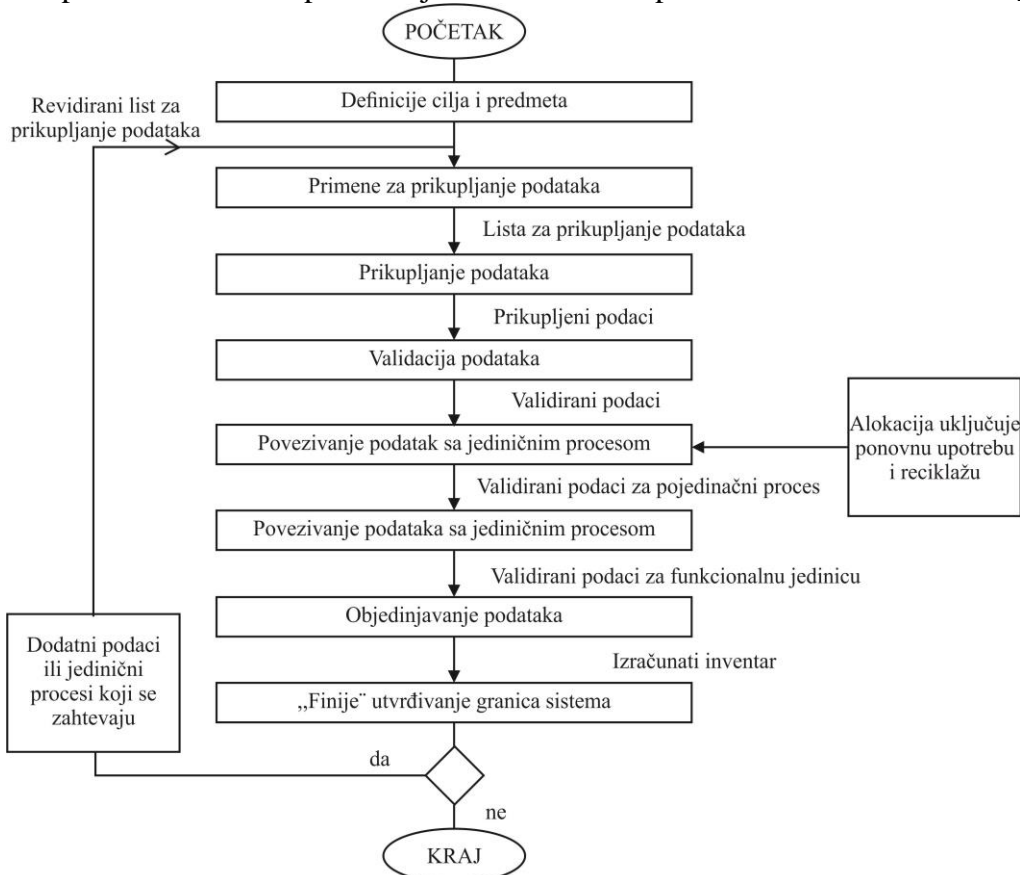 POČETAK
Definicije cilja i predmeta
Revidirani list za
prikupljanje podataka
Primene za prikupljanje podataka
Lista za prikupljanje podataka
Prikupljanje podataka
Prikupljeni podaci
Validacija podataka
Validirani podaci
Povezivanje podatak sa jediničnim procesom
Alokacija uključuje
ponovnu upotrebu
i reciklažu
Validirani podaci za pojedinačni proces
Povezivanje podataka sa jediničnim procesom
Validirani podaci za funkcionalnu jedinicu
Objedinjavanje podataka
Izračunati inventar
Dodatni podaci
ili jedinični
procesi koji se
zahtevaju
,,Finije¨ utvrđivanje granica sistema
da
ne
KRAJ